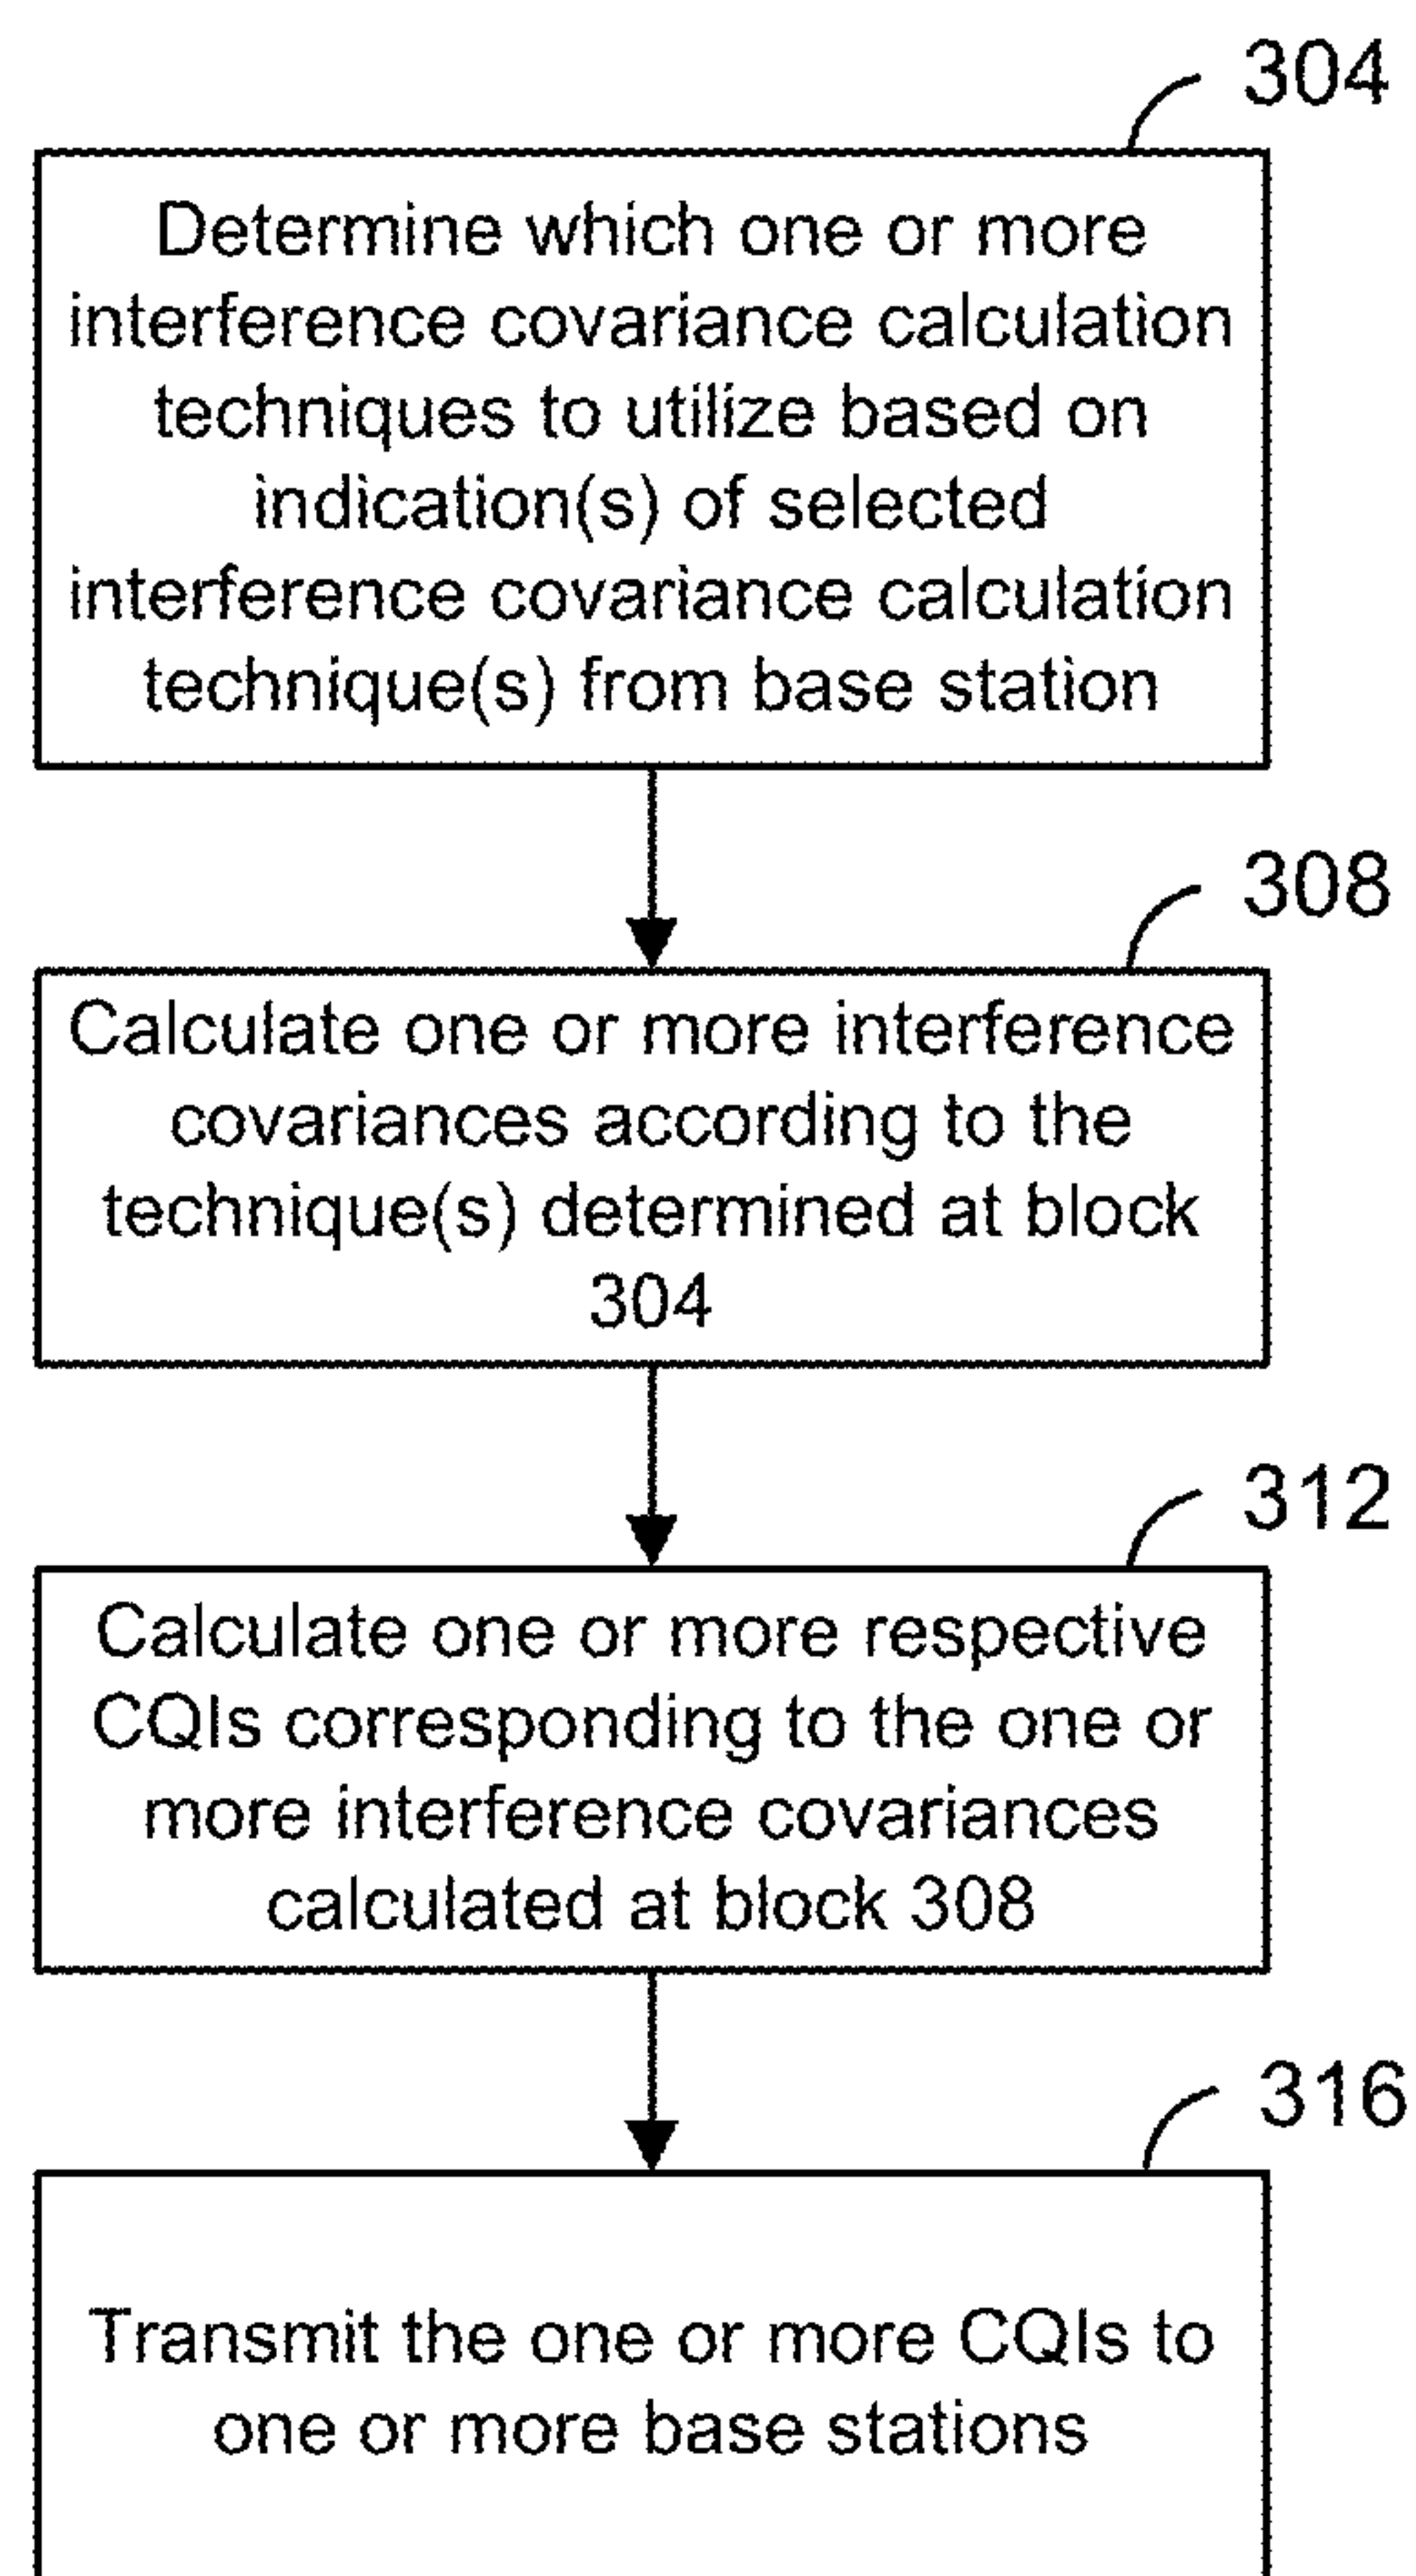 304
Determine which one or more
interference covariance calculation
techniques to utilize based on
indication(s) of selected
interference covariance calculation
technique(s) from base station
308
Calculate one or more interference
covariances according to the
technique(s) determined at block
304
312
Calculate one or more respective
CQIs corresponding to the one or
more interference covariances
calculated at block 308
316
Transmit the one or more CQIs to
one or more base stations